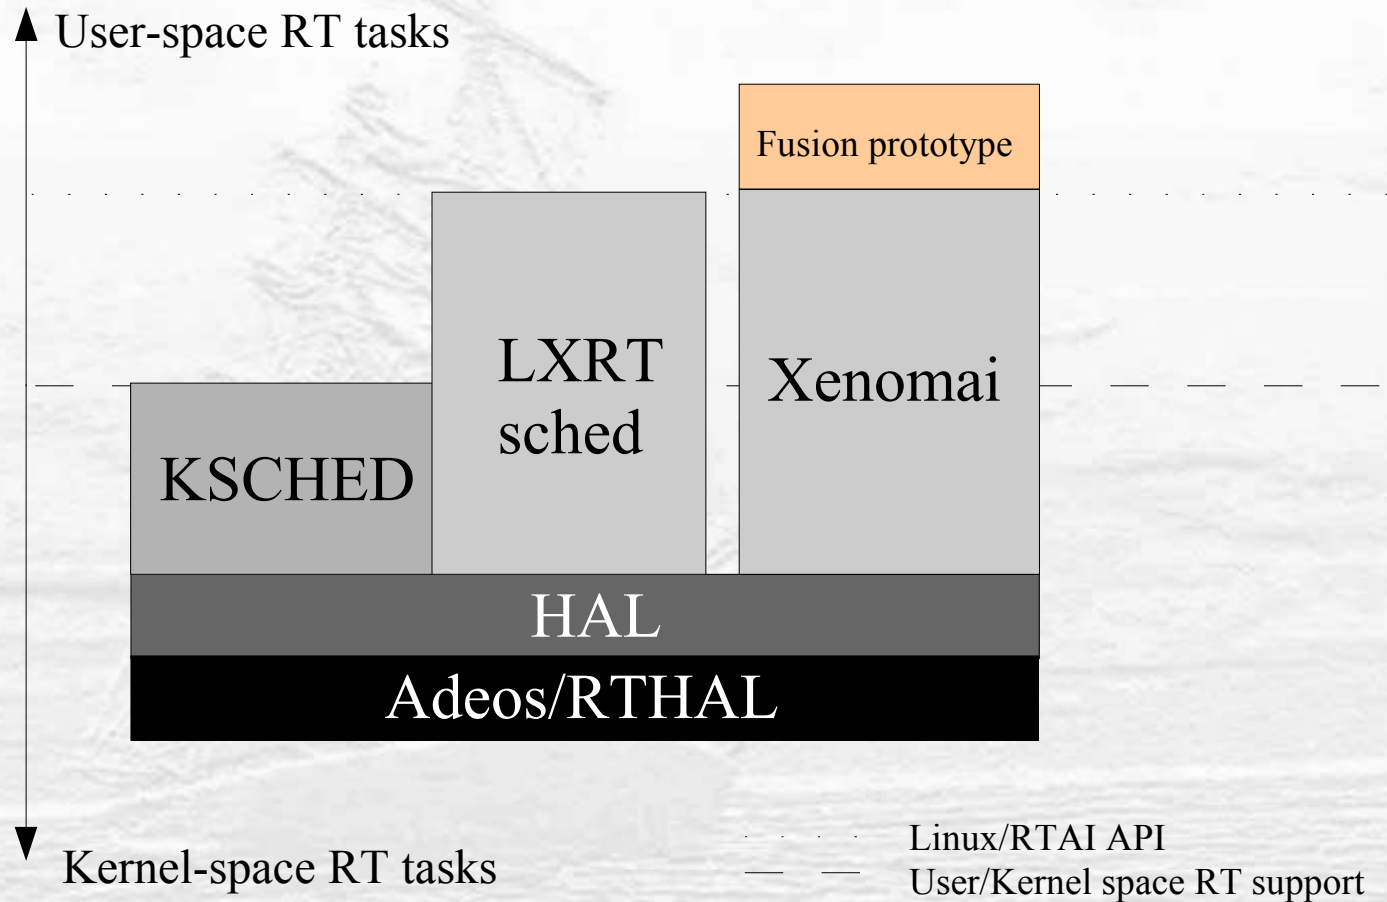 User-space RT tasks
Fusion prototype
LXRT
sched
Xenomai
KSCHED
HAL
Adeos/RTHAL
Linux/RTAI API
Kernel-space RT tasks
User/Kernel space RT support